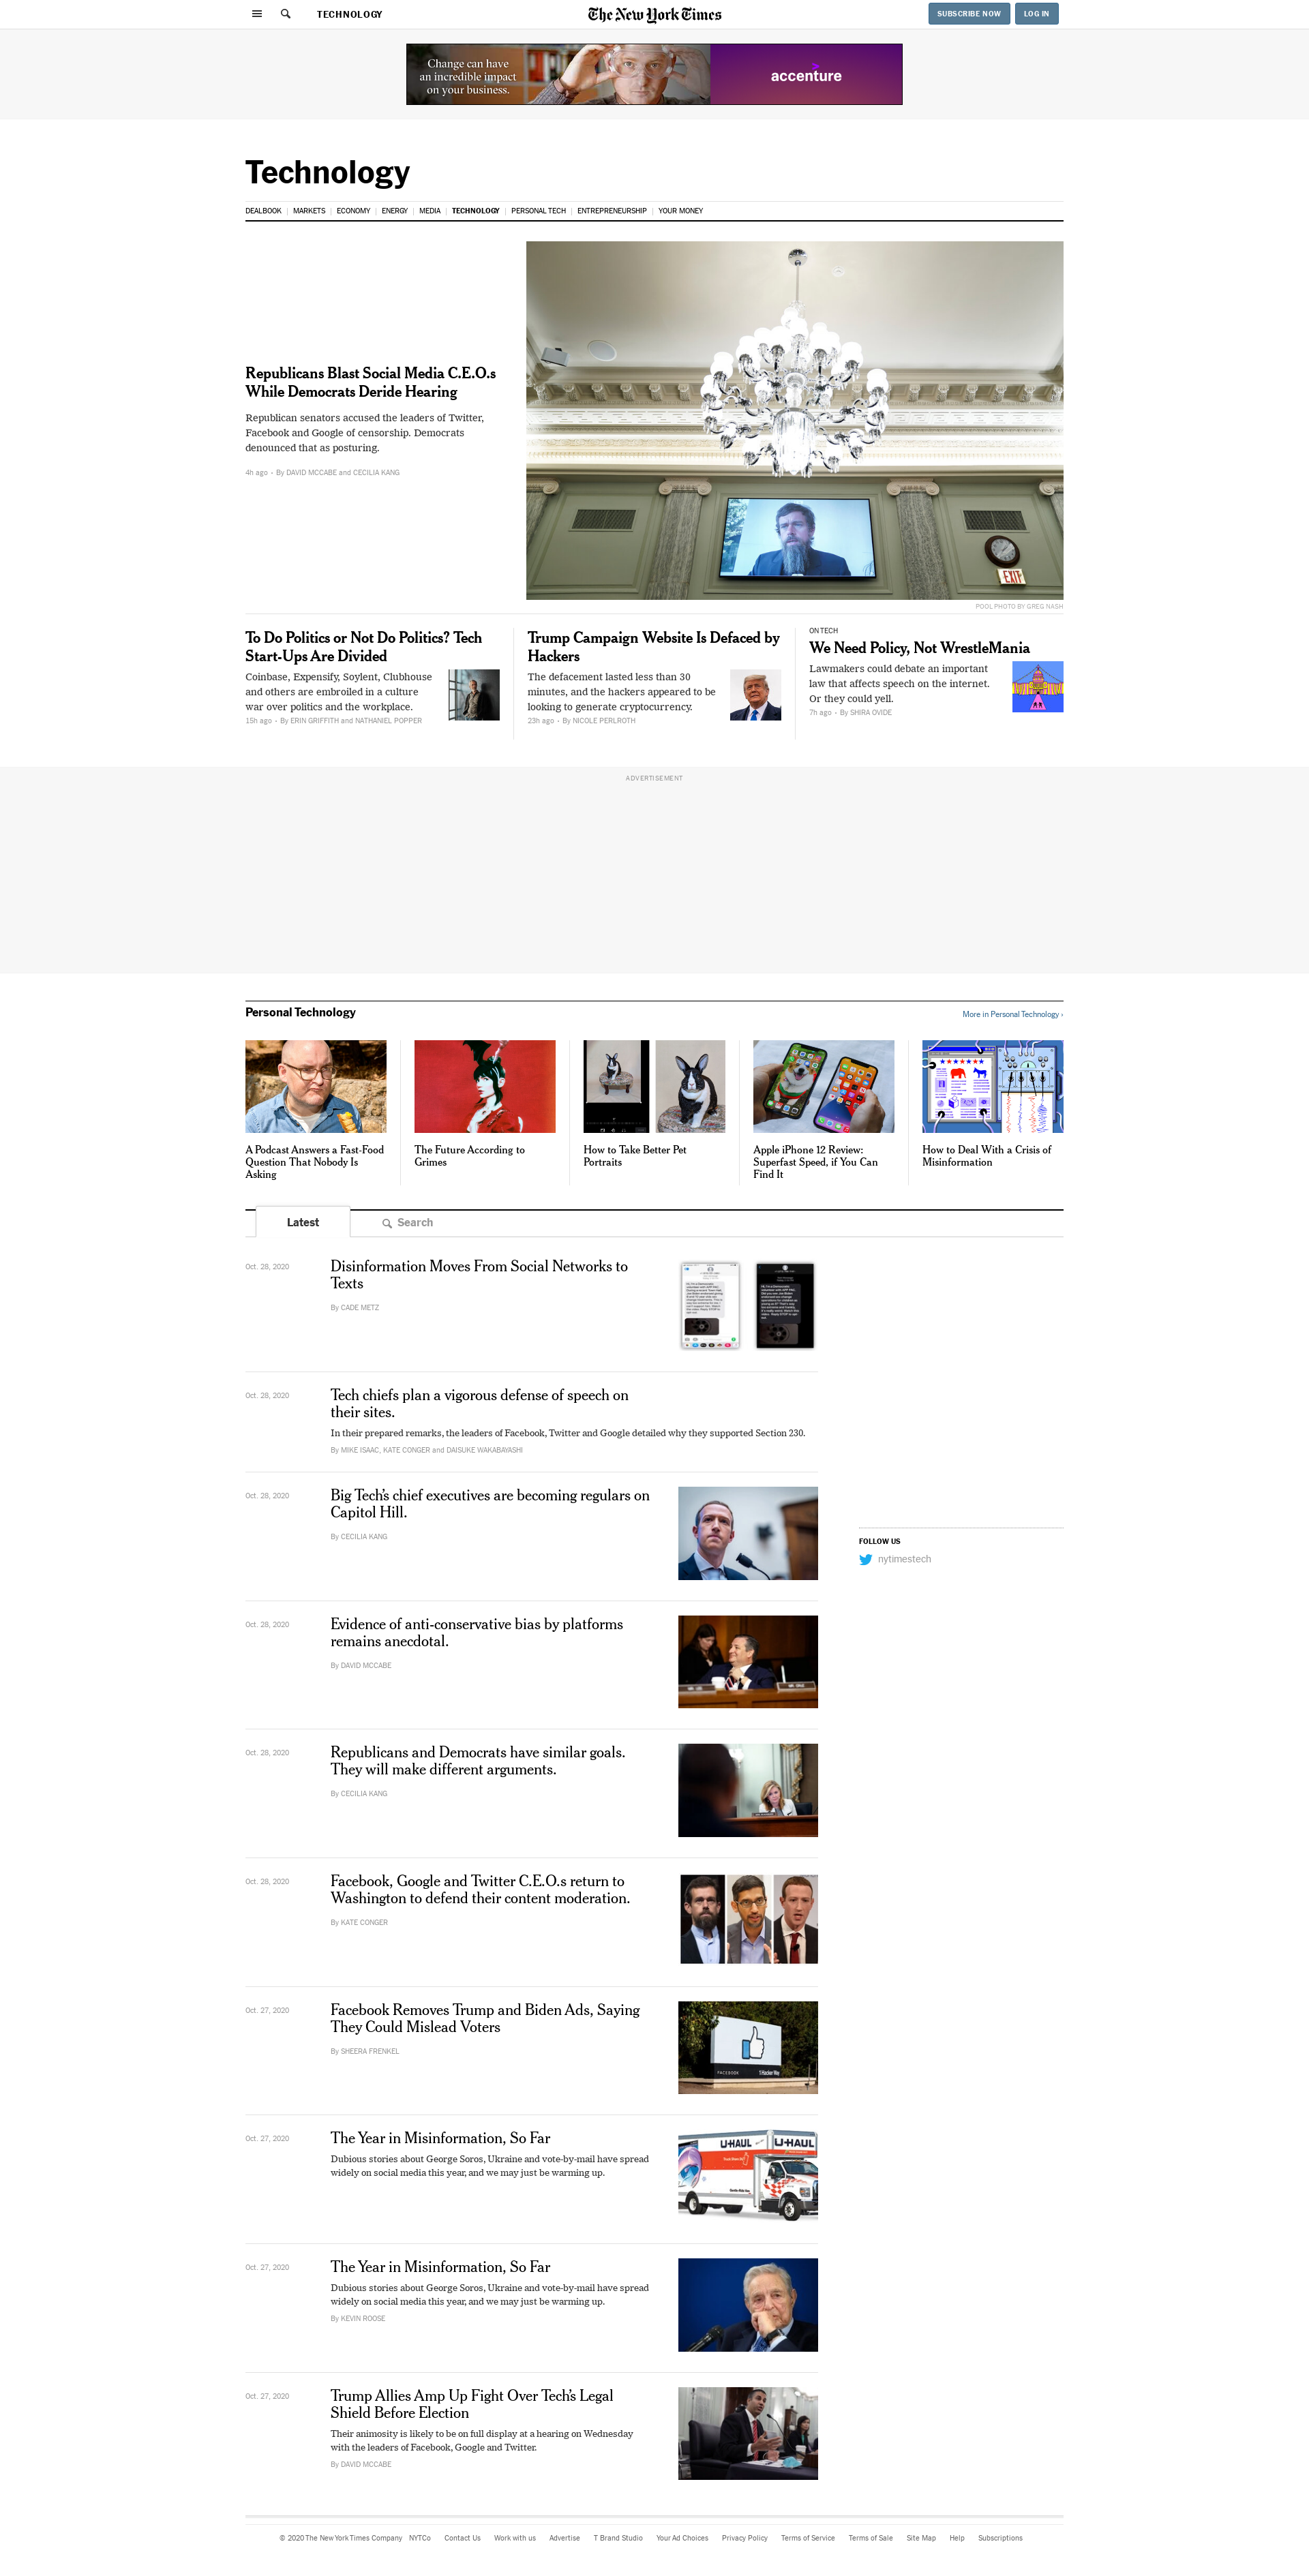 TECHNOLOGY
The New York Times
SUBSCRIBE NOW
LOG IN
Change can have
an incredible impact
on your business.
accenture
Technology
DEALBOOK | MARKETS | ECONOMY | ENERGY | MEDIA | TECHNOLOGY | PERSONAL TECH | ENTREPRENEURSHIP | YOUR MONEY
Republicans Blast Social Media C.E.O.s
While Democrats Deride Hearing
Republican senators accused the leaders of Twitter,
Facebook and Google of censorship. Democrats
denounced that as posturing.
4h ago • By DAVID MCCABE and CECILIA KANG
EXIT
POOL PHOTO BY GREG NASH
To Do Politics or Not Do Politics? Tech
Start-Ups Are Divided
Coinbase, Expensify, Soylent, Clubhouse
and others are embroiled in a culture
war over politics and the workplace.
15h ago • By ERIN GRIFFITH and NATHANIEL POPPER
Trump Campaign Website Is Defaced by
Hackers
The defacement lasted less than 30
minutes, and the hackers appeared to be
looking to generate cryptocurrency.
23h ago • By NICOLE PERLROTH
ON TECH
We Need Policy, Not WrestleMania
Lawmakers could debate an important
law that affects speech on the internet.
Or they could yell.
7h ago • By SHIRA OVIDE
ADVERTISEMENT
Personal Technology
More in Personal Technology ›
A Podcast Answers a Fast-Food
Question That Nobody Is
Asking
The Future According to
Grimes
How to Take Better Pet
Portraits
Apple iPhone 12 Review:
Superfast Speed, if You Can
Find It
How to Deal With a Crisis of
Misinformation
Latest
Search
Oct. 28, 2020
Disinformation Moves From Social Networks to
Texts
By CADE METZ
Oct. 28, 2020
Tech chiefs plan a vigorous defense of speech on
their sites.
In their prepared remarks, the leaders of Facebook, Twitter and Google detailed why they supported Section 230.
By MIKE ISAAC, KATE CONGER and DAISUKE WAKABAYASHI
Oct. 28, 2020
Big Tech's chief executives are becoming regulars on
Capitol Hill.
By CECILIA KANG
FOLLOW US
nytimestech
Oct. 28, 2020
Evidence of anti-conservative bias by platforms
remains anecdotal.
By DAVID MCCABE
Oct. 28, 2020
Republicans and Democrats have similar goals.
They will make different arguments.
By CECILIA KANG
Oct. 28, 2020
Facebook, Google and Twitter C.E.O.s return to
Washington to defend their content moderation.
By KATE CONGER
Oct. 27, 2020
Facebook Removes Trump and Biden Ads, Saying
They Could Mislead Voters
By SHEERA FRENKEL
FACEBOOK
1 Hacker Way
Oct. 27, 2020
The Year in Misinformation, So Far
Dubious stories about George Soros, Ukraine and vote-by-mail have spread
widely on social media this year, and we may just be warming up.
U-HAUL
U-HAUL
Oct. 27, 2020
The Year in Misinformation, So Far
Dubious stories about George Soros, Ukraine and vote-by-mail have spread
widely on social media this year, and we may just be warming up.
By KEVIN ROOSE
Oct. 27, 2020
Trump Allies Amp Up Fight Over Tech's Legal
Shield Before Election
Their animosity is likely to be on full display at a hearing on Wednesday
with the leaders of Facebook, Google and Twitter.
By DAVID MCCABE
© 2020 The New York Times Company NYTCo Contact Us Work with us Advertise T Brand Studio Your Ad Choices Privacy Policy Terms of Service Terms of Sale Site Map Help Subscriptions